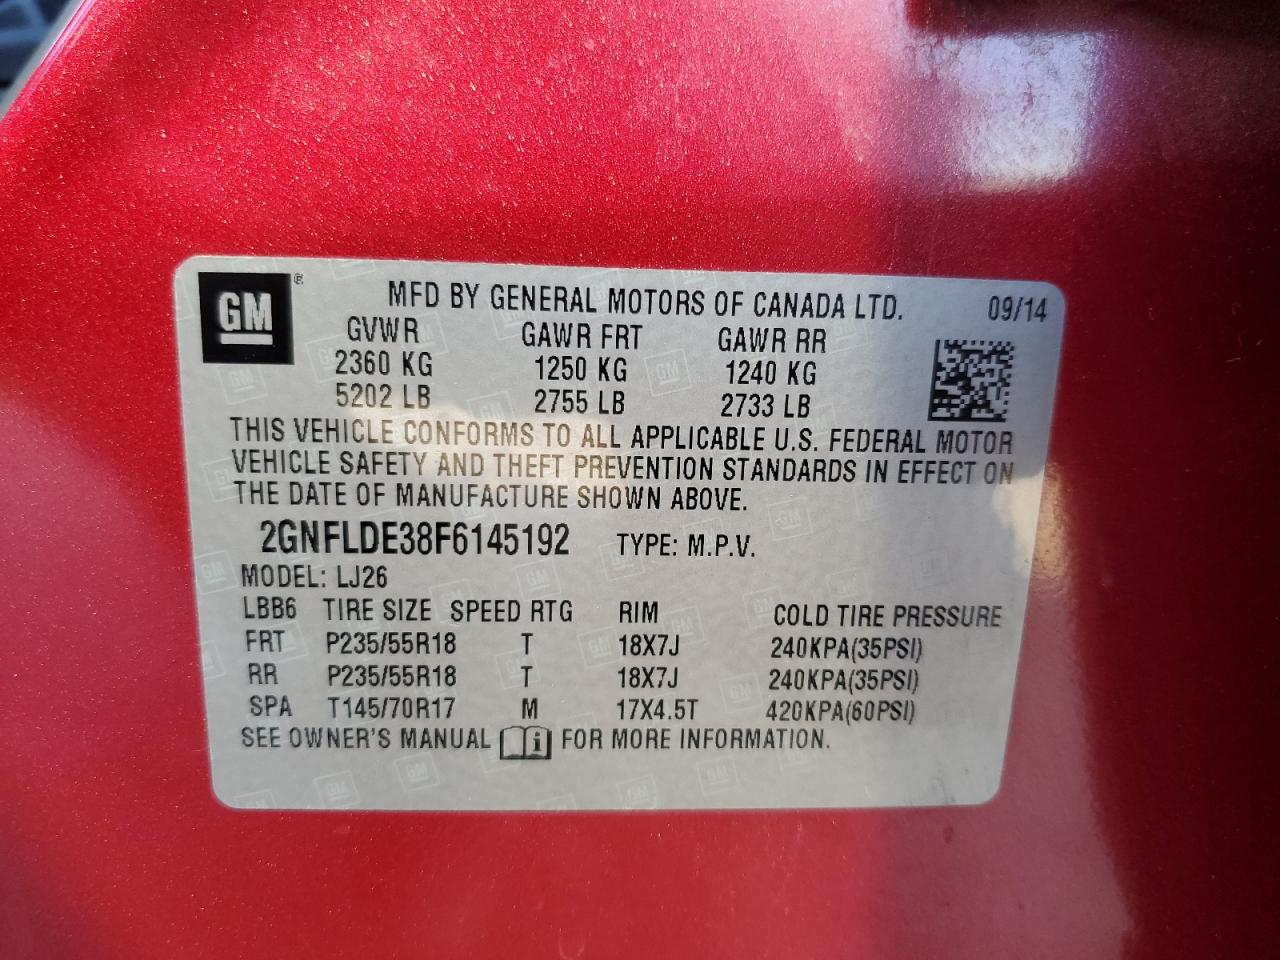 GM ®
MFD BY GENERAL MOTORS OF CANADA LTD. 09/14
GVWR GAWR FRT GAWR RR
2360 KG 1250 KG 1240 KG
5202 LB 2755 LB 2733 LB
THIS VEHICLE CONFORMS TO ALL APPLICABLE U.S. FEDERAL MOTOR
VEHICLE SAFETY AND THEFT PREVENTION STANDARDS IN EFFECT ON
THE DATE OF MANUFACTURE SHOWN ABOVE.
2GNFLDE38F6145192 TYPE: M.P.V.
MODEL: LJ26
LBB6 TIRE SIZE SPEED RTG RIM COLD TIRE PRESSURE
FRT P235/55R18 T 18X7J 240KPA(35PSI)
RR P235/55R18 T 18X7J 240KPA(35PSI)
SPA T145/70R17 M 17X4.5T 420KPA(60PSI)
SEE OWNER'S MANUAL i FOR MORE INFORMATION.